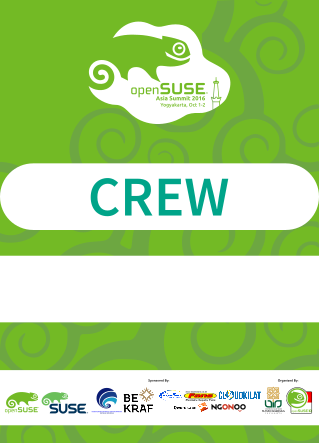 openSUSE
Asia Summit 2016
Yogyakarta, Oct 1-2
CREW
Sponsored By:
Organized By:
openSUSE
SUSE
BE
KRAF
CLOUDKILAT
NGONOO